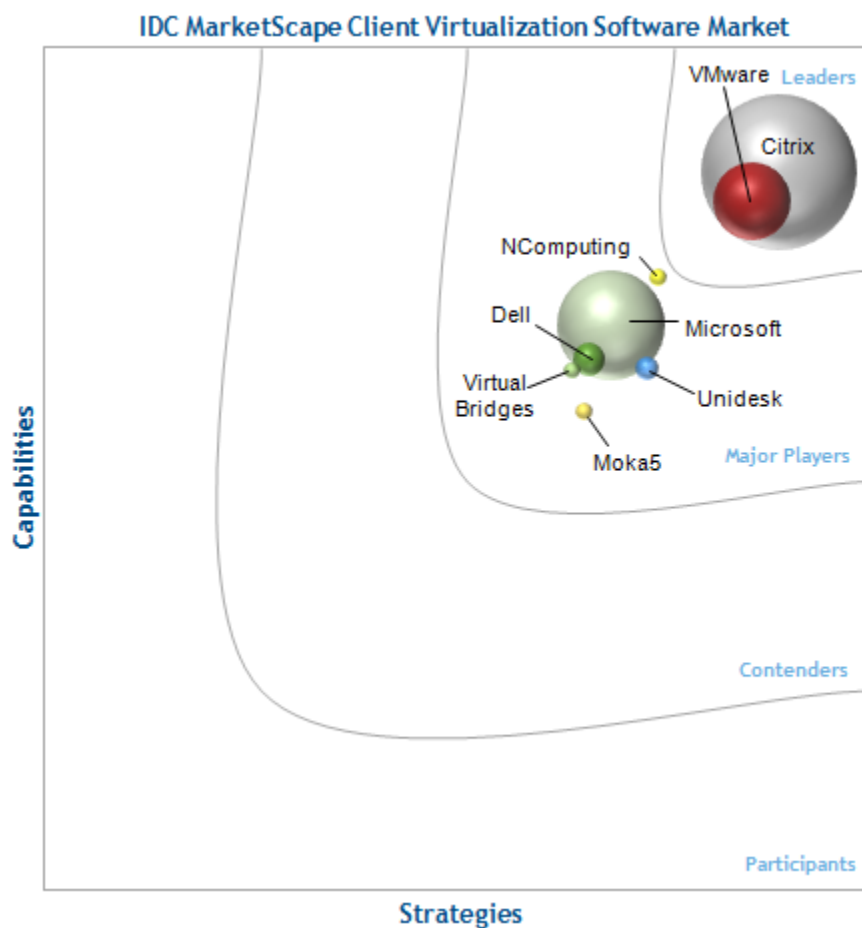 IDC MarketScape Client Virtualization Software Market
VMware
Leaders
Citrix
NComputing
Dell
Microsoft
Virtual
Bridges
Unidesk
Moka5
Major Players
Capabilities
Contenders
Participants
Strategies